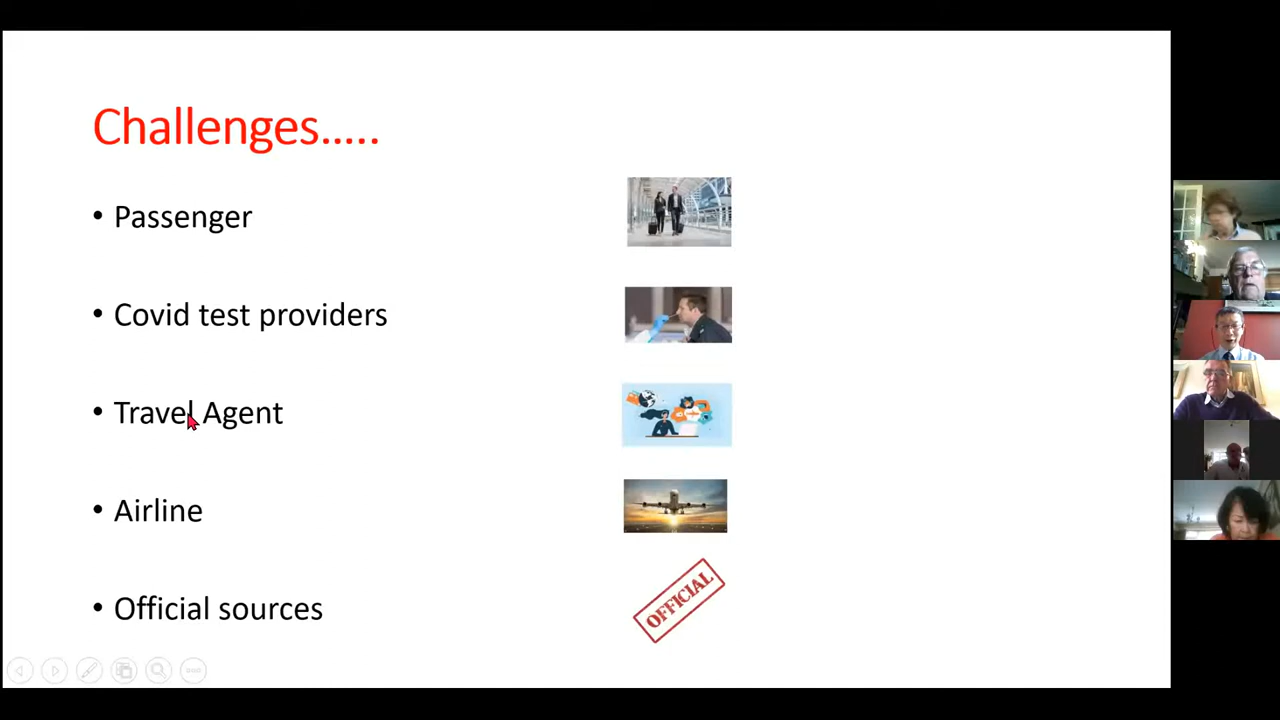 Challenges.....
• Passenger
• Covid test providers
• Travel Agent
• Airline
• Official sources
OFFICIAL